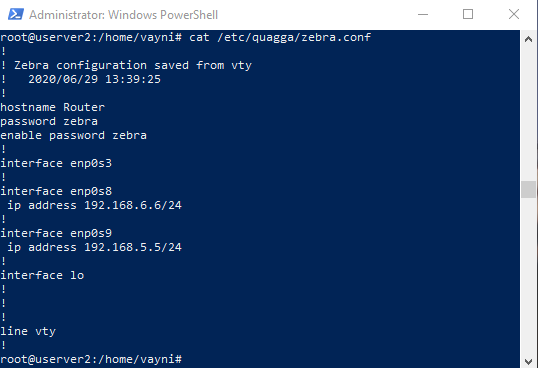 Administrator: Windows PowerShell
root@userver2:/home/vayni# cat /etc/quagga/zebra.conf
!
! Zebra configuration saved from vty
!   2020/06/29 13:39:25
!
hostname Router
password zebra
enable password zebra
!
interface enp0s3
!
interface enp0s8
 ip address 192.168.6.6/24
!
interface enp0s9
 ip address 192.168.5.5/24
!
interface lo
!
!
!
line vty
!
root@userver2:/home/vayni#